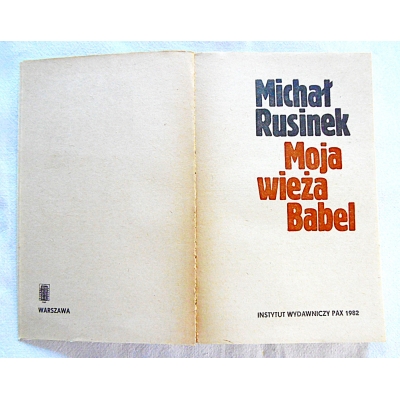 WARSZAWA
Michał
Rusinek
Moja
wieża
Babel
INSTYTUT WYDAWNICZY PAX 1982